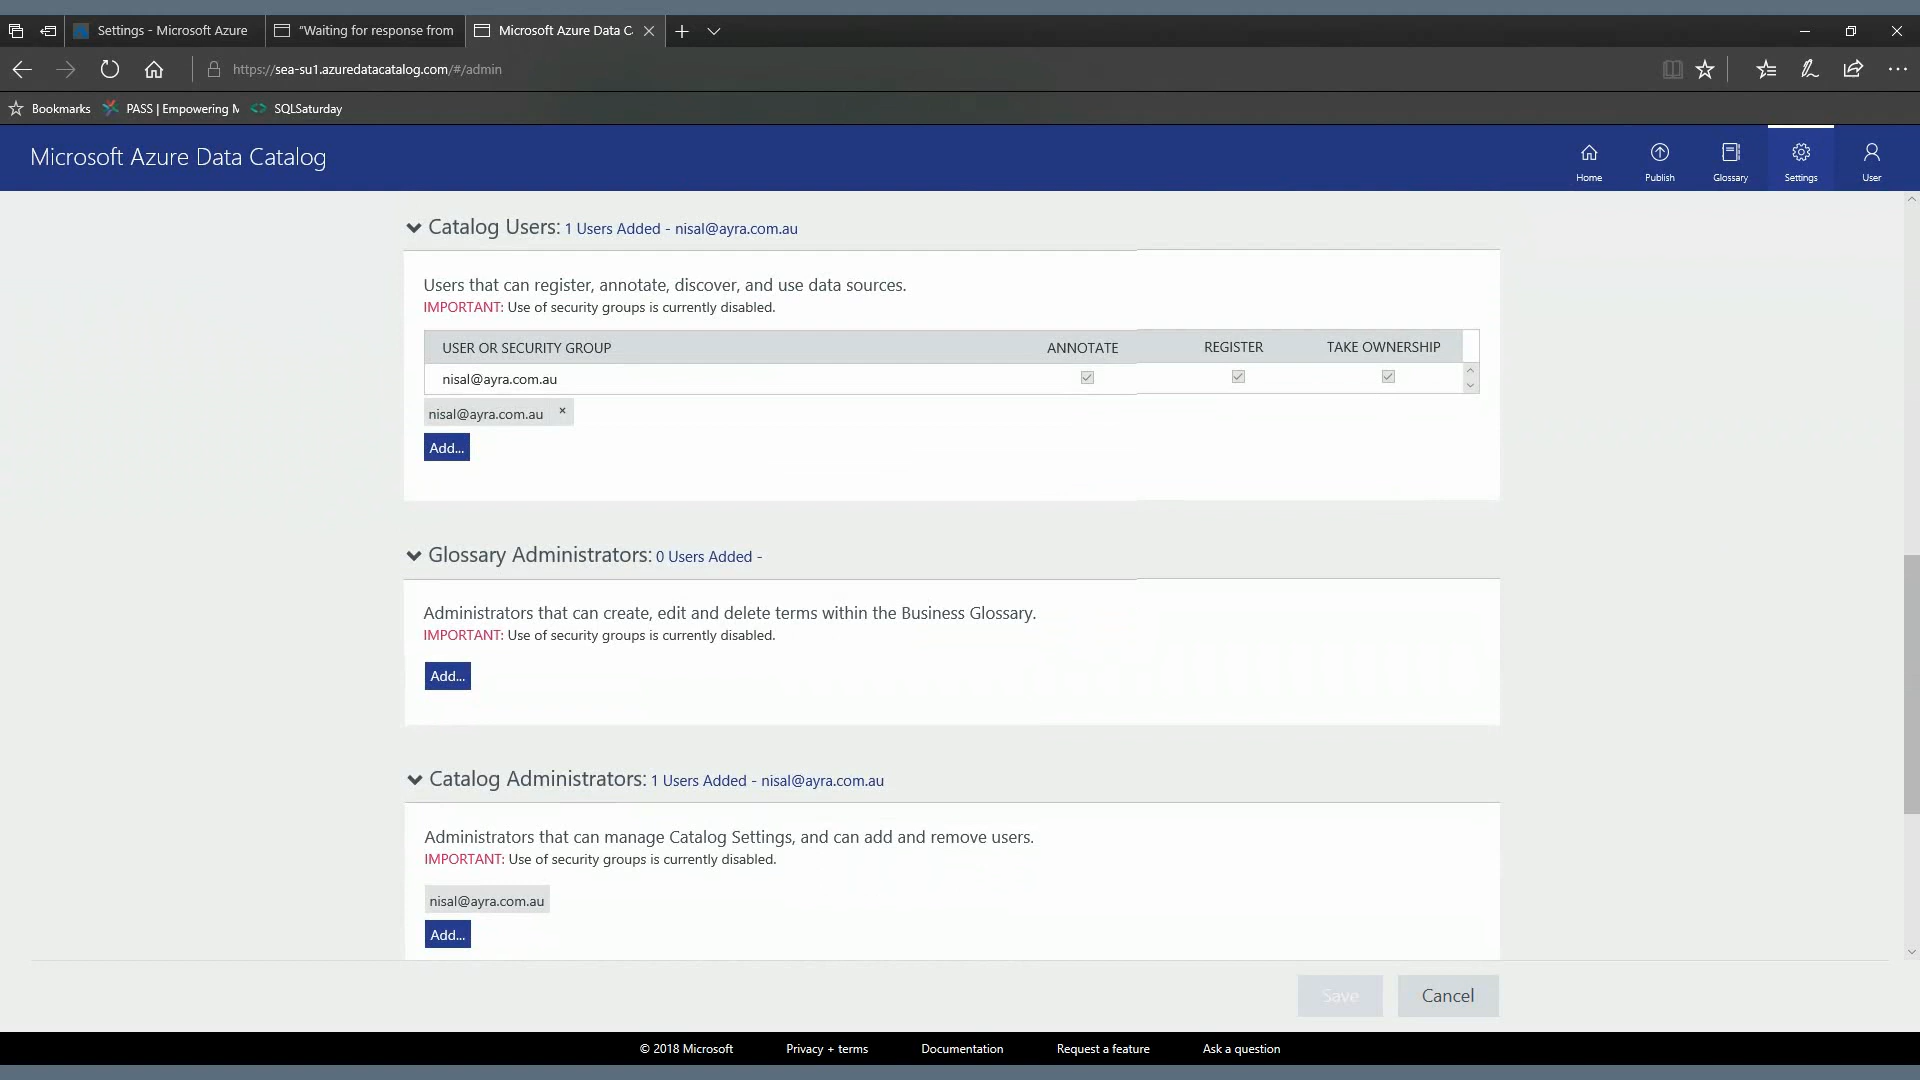 Settings - Microsoft Azure
"Waiting for response from
Microsoft Azure Data C
https://sea-su1.azuredatacatalog.com/#/admin
Bookmarks
PASS | Empowering M
SQLSaturday
Microsoft Azure Data Catalog
Home
Publish
Glossary
Settings
User
Catalog Users: 1 Users Added - nisal@ayra.com.au
Users that can register, annotate, discover, and use data sources.
IMPORTANT: Use of security groups is currently disabled.
USER OR SECURITY GROUP ANNOTATE REGISTER TAKE OWNERSHIP
nisal@ayra.com.au
nisal@ayra.com.au ×
Add...
Glossary Administrators: 0 Users Added -
Administrators that can create, edit and delete terms within the Business Glossary.
IMPORTANT: Use of security groups is currently disabled.
Add...
Catalog Administrators: 1 Users Added - nisal@ayra.com.au
Administrators that can manage Catalog Settings, and can add and remove users.
IMPORTANT: Use of security groups is currently disabled.
nisal@ayra.com.au
Add...
Save
Cancel
© 2018 Microsoft
Privacy + terms
Documentation
Request a feature
Ask a question